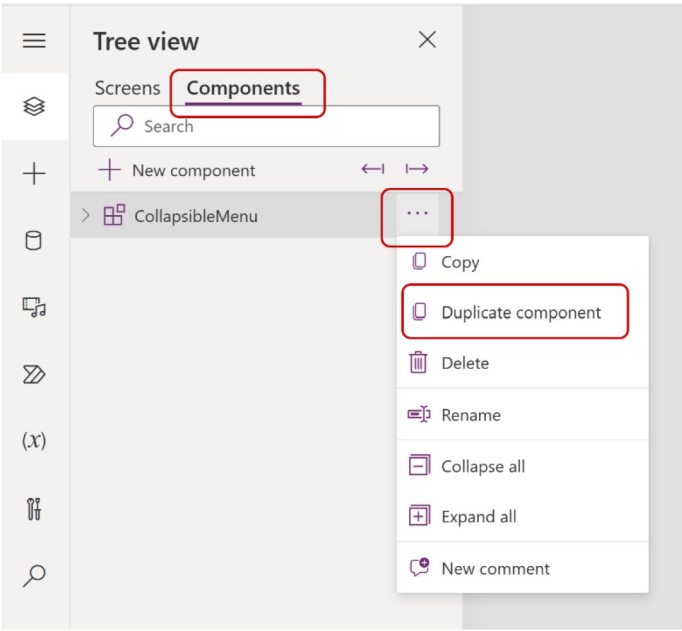 Tree view
Screens Components
Search
New component
CollapsibleMenu
...
Copy
Duplicate component
Delete
Rename
(x)
Collapse all
Expand all
New comment